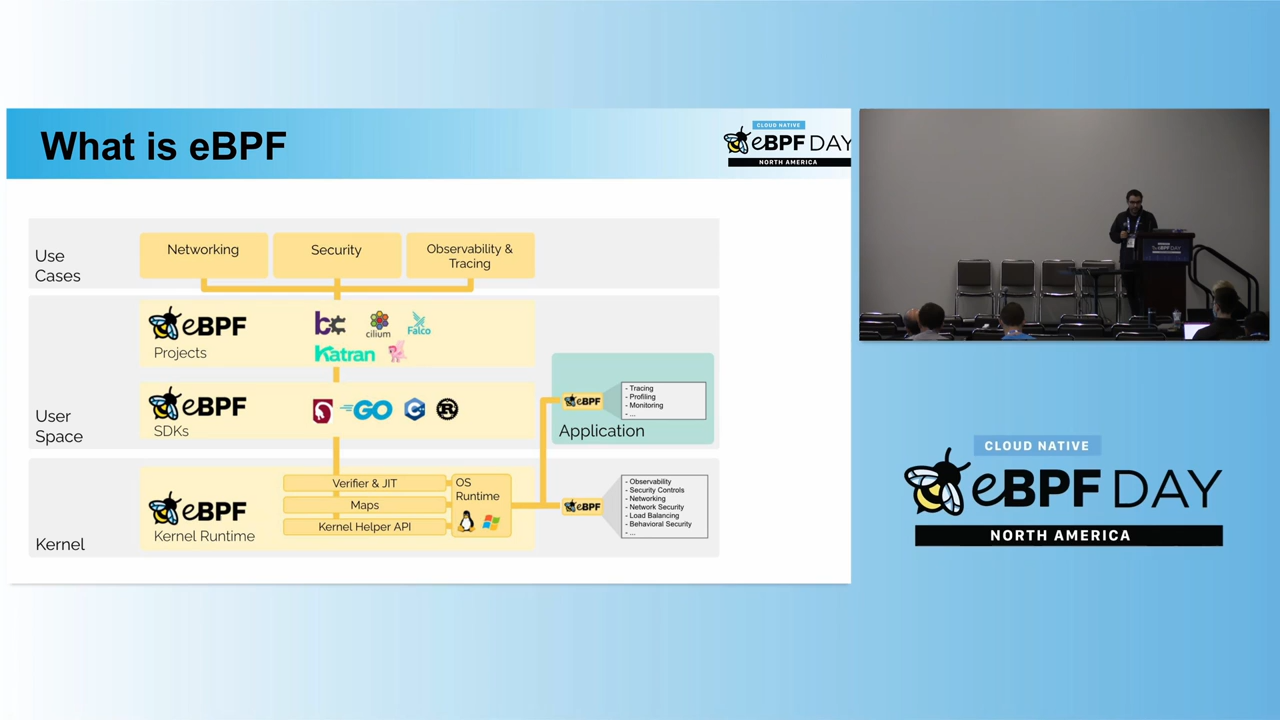 What is eBPF
CLOUD NATIVE
eBPF DAY
NORTH AMERICA
Use
Cases
Networking
Security
Observability &
Tracing
User
Space
eBPF
Projects
bcc
cilium
Falco
Katran
eBPF
SDKs
GO
C
R
eBPF
- Tracing
- Profiling
- Monitoring
- ...
Application
Kernel
eBPF
Kernel Runtime
Verifier & JIT
Maps
Kernel Helper API
OS
Runtime
eBPF
- Observability
- Security Controls
- Networking
- Network Security
- Load Balancing
- Behavioral Security
- ...
eBPF DAY
CLOUD NATIVE
eBPF DAY
NORTH AMERICA